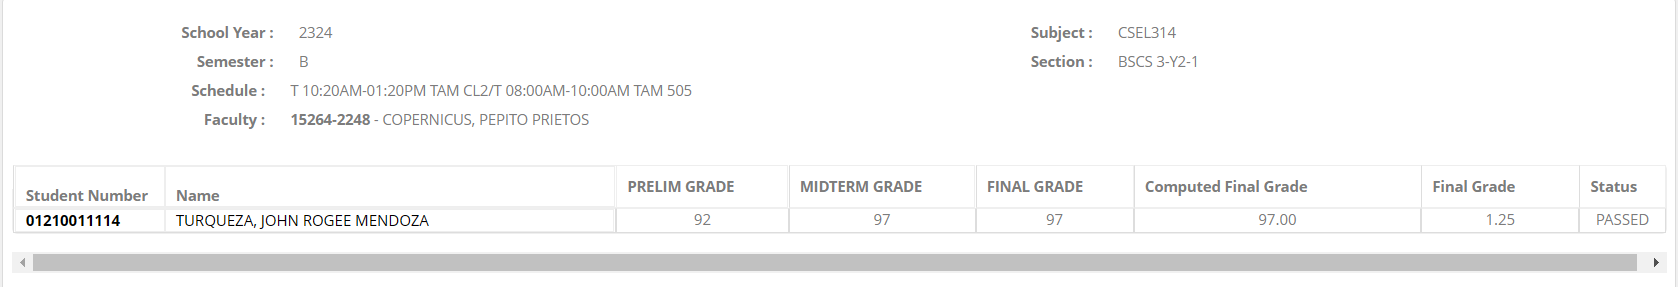 School Year : 2324 Subject : CSEL314
Semester : B Section : BSCS 3-Y2-1
Schedule : T 10:20AM-01:20PM TAM CL2/T 08:00AM-10:00AM TAM 505
Faculty : 15264-2248 - COPERNICUS, PEPITO PRIETOS
Student Number Name PRELIM GRADE MIDTERM GRADE FINAL GRADE Computed Final Grade Final Grade Status
01210011114 TURQUEZA, JOHN ROGEE MENDOZA 92 97 97 97.00 1.25 PASSED